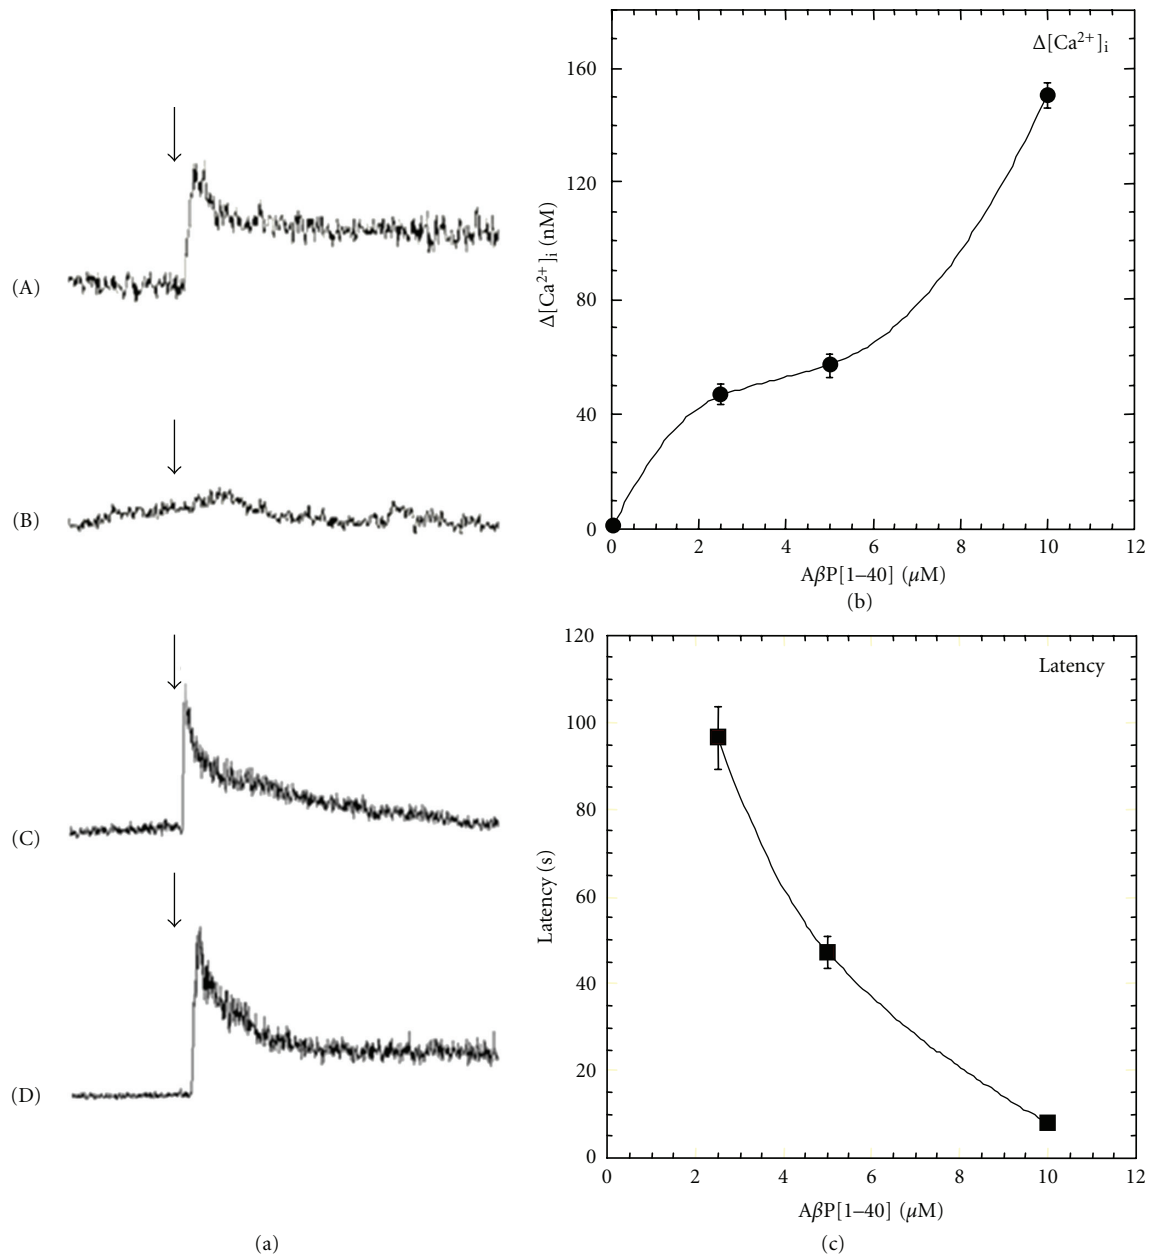 (A)
(B)
(C)
(D)
(a)
Δ[Ca²⁺]ᵢ
Δ[Ca²⁺]ᵢ (nM)
160
120
80
40
0
0 2 4 6 8 10 12
AβP[1–40] (μM)
(b)
Latency
Latency (s)
120
100
80
60
40
20
0
0 2 4 6 8 10 12
AβP[1–40] (μM)
(c)